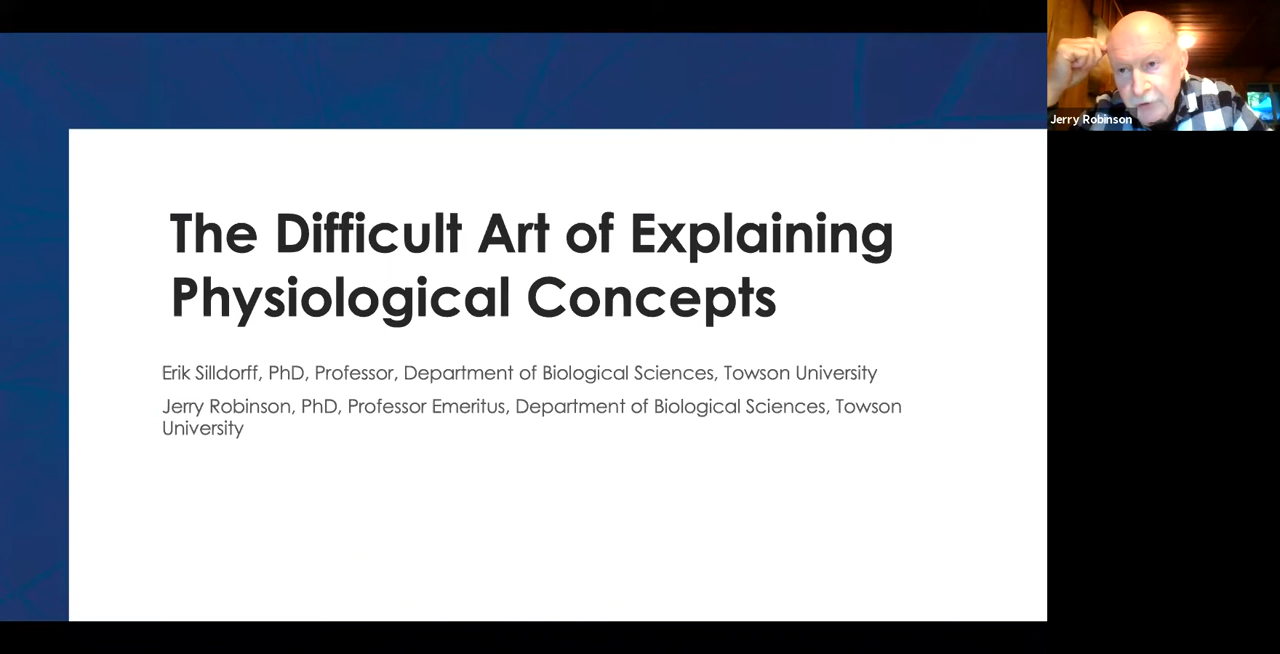 The Difficult Art of Explaining
Physiological Concepts
Erik Silldorff, PhD, Professor, Department of Biological Sciences, Towson University
Jerry Robinson, PhD, Professor Emeritus, Department of Biological Sciences, Towson
University
Jerry Robinson